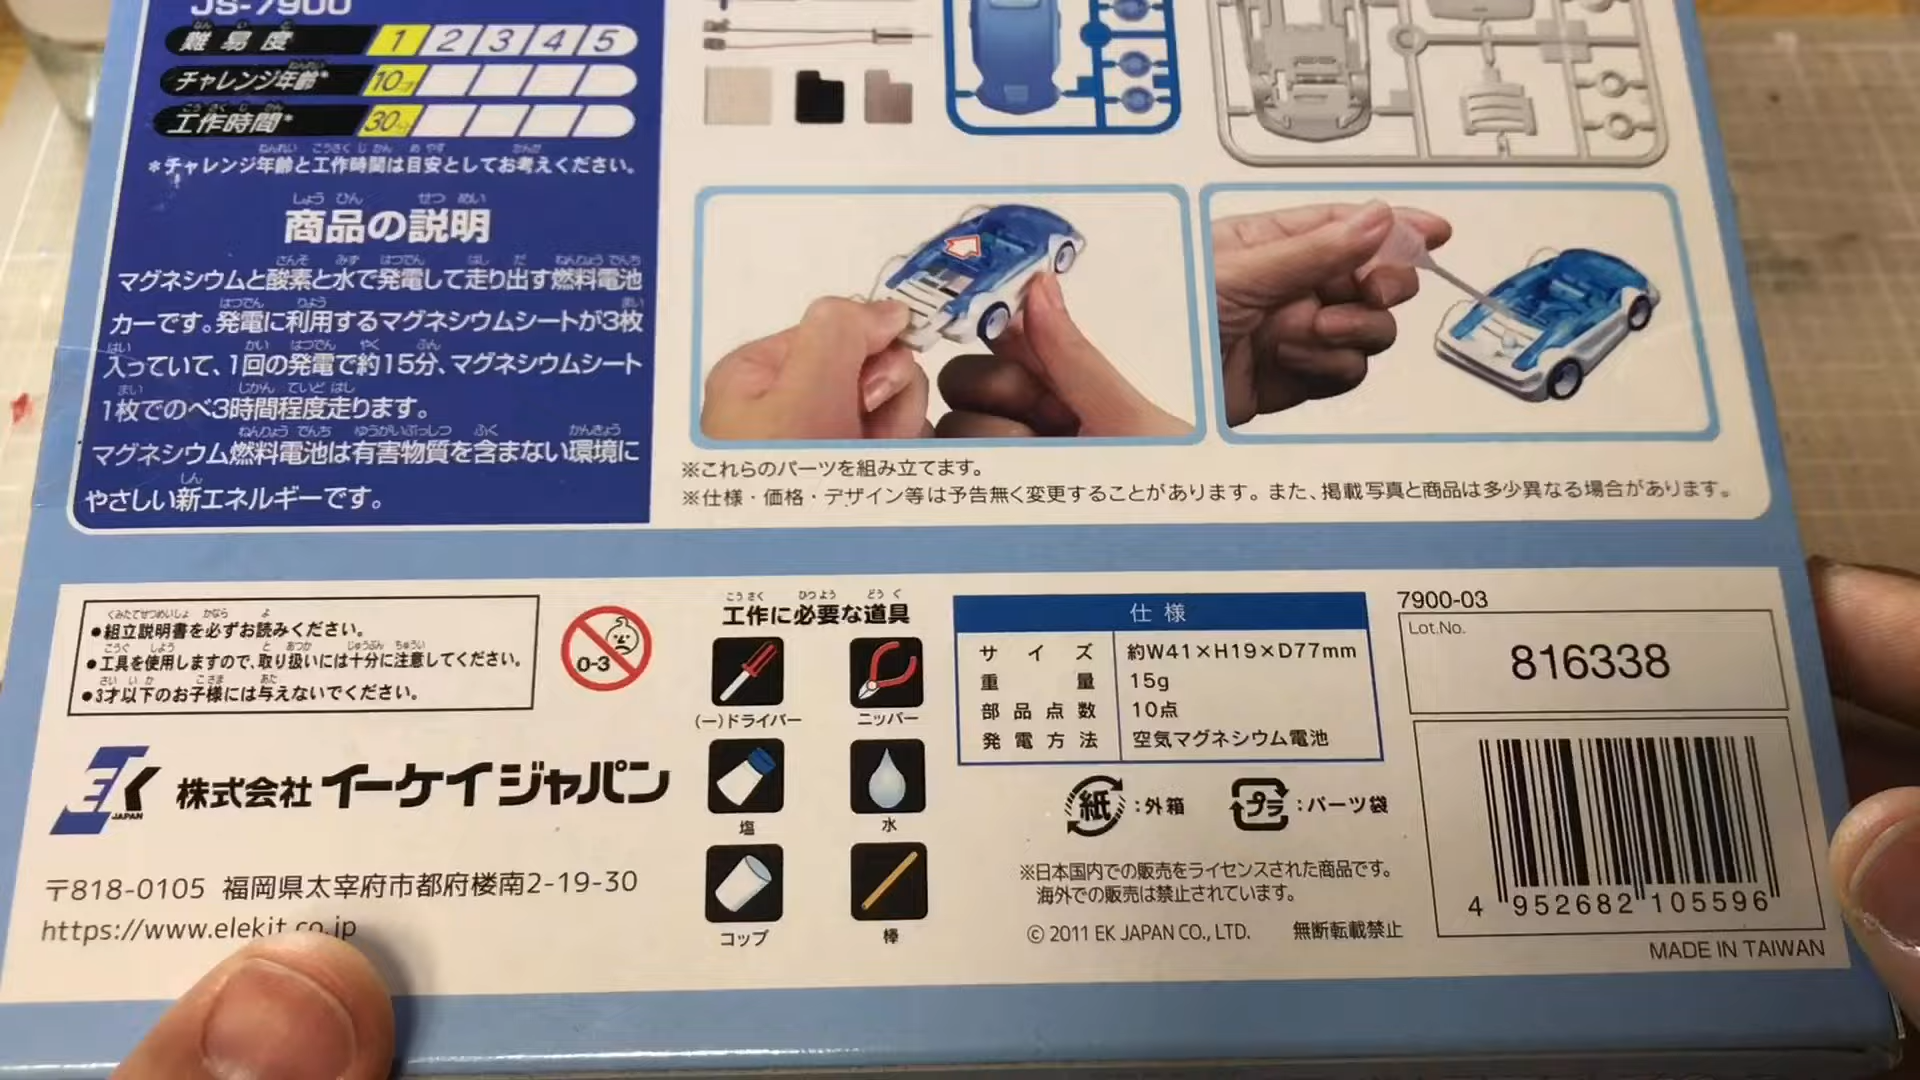 JS-7900
難易度 1 2 3 4 5
チャレンジ年齢* 10才
工作時間* 30分
*チャレンジ年齢と工作時間は目安としてお考えください。
商品の説明
マグネシウムと酸素と水で発電して走り出す燃料電池
カーです。発電に利用するマグネシウムシートが3枚
入っていて、1回の発電で約15分、マグネシウムシート
1枚でのべ3時間程度走ります。
マグネシウム燃料電池は有害物質を含まない環境に
やさしい新エネルギーです。
※これらのパーツを組み立てます。
※仕様・価格・デザイン等は予告無く変更することがあります。また、掲載写真と商品は多少異なる場合があります。
●組立説明書を必ずお読みください。
●工具を使用しますので、取り扱いには十分に注意してください。
●3才以下のお子様には与えないでください。
0-3
EK JAPAN
株式会社イーケイジャパン
〒818-0105 福岡県太宰府市都府楼南2-19-30
https://www.elekit.co.jp
工作に必要な道具
(ー)ドライバー
ニッパー
塩
水
コップ
棒
仕様
サイズ 約W41×H19×D77mm
重量 15g
部品点数 10点
発電方法 空気マグネシウム電池
紙:外箱
プラ:パーツ袋
※日本国内での販売をライセンスされた商品です。
海外での販売は禁止されています。
© 2011 EK JAPAN CO., LTD. 無断転載禁止
7900-03
Lot.No.
816338
4 952682 105596
MADE IN TAIWAN